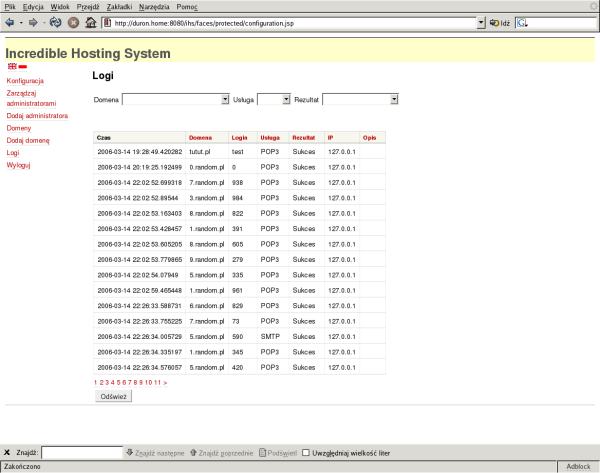 Plik Edycja Widok Przejdź Zakładki Narzędzia Pomoc
http://duron.home:8080/ihs/faces/protected/configuration.jsp Idź G
Incredible Hosting System
Logi
Konfiguracja
Zarządzaj administratorami
Dodaj administratora
Domeny
Dodaj domenę
Logi
Wyloguj
Domena Usługa Rezultat
Czas Domena Login Usługa Rezultat IP Opis
2006-03-14 19:28:49.420282 tutut.pl test POP3 Sukces 127.0.0.1
2006-03-14 20:19:25.192499 0.random.pl 0 POP3 Sukces 127.0.0.1
2006-03-14 22:02:52.699318 7.random.pl 938 POP3 Sukces 127.0.0.1
2006-03-14 22:02:52.89544 3.random.pl 984 POP3 Sukces 127.0.0.1
2006-03-14 22:02:53.163403 8.random.pl 822 POP3 Sukces 127.0.0.1
2006-03-14 22:02:53.428457 1.random.pl 391 POP3 Sukces 127.0.0.1
2006-03-14 22:02:53.605205 8.random.pl 605 POP3 Sukces 127.0.0.1
2006-03-14 22:02:53.779865 9.random.pl 279 POP3 Sukces 127.0.0.1
2006-03-14 22:02:54.07949 5.random.pl 335 POP3 Sukces 127.0.0.1
2006-03-14 22:02:59.465448 1.random.pl 961 POP3 Sukces 127.0.0.1
2006-03-14 22:26:33.588731 6.random.pl 829 POP3 Sukces 127.0.0.1
2006-03-14 22:26:33.755225 7.random.pl 73 POP3 Sukces 127.0.0.1
2006-03-14 22:26:34.005729 5.random.pl 590 SMTP Sukces 127.0.0.1
2006-03-14 22:26:34.335197 1.random.pl 345 POP3 Sukces 127.0.0.1
2006-03-14 22:26:34.576057 5.random.pl 420 POP3 Sukces 127.0.0.1
1 2 3 4 5 6 7 8 9 10 11 >
Odśwież
Znajdź: Znajdź następne Znajdź poprzednie Podświetl Uwzględniaj wielkość liter
Zakończono Adblock